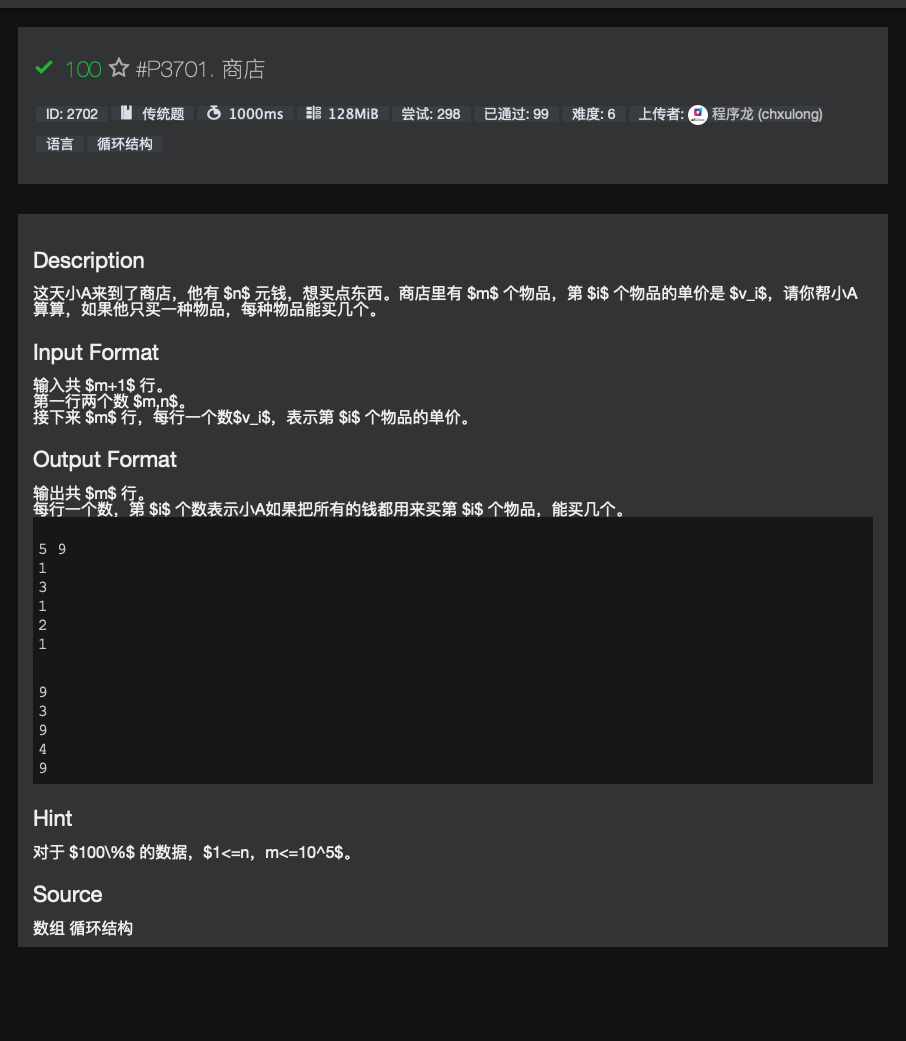 100 #P3701. 商店
ID: 2702 传统题 1000ms 128MiB 尝试: 298 已通过: 99 难度: 6 上传者: 程序龙 (chxulong)
语言 循环结构
Description
这天小A来到了商店，他有 $n$ 元钱，想买点东西。商店里有 $m$ 个物品，第 $i$ 个物品的单价是 $v_i$，请你帮小A
算算，如果他只买一种物品，每种物品能买几个。
Input Format
输入共 $m+1$ 行。
第一行两个数 $m,n$。
接下来 $m$ 行，每行一个数$v_i$，表示第 $i$ 个物品的单价。
Output Format
输出共 $m$ 行。
每行一个数，第 $i$ 个数表示小A如果把所有的钱都用来买第 $i$ 个物品，能买几个。
5 9
1
3
1
2
1
9
3
9
4
9
Hint
对于 $100\%$ 的数据，$1<=n，m<=10^5$。
Source
数组 循环结构